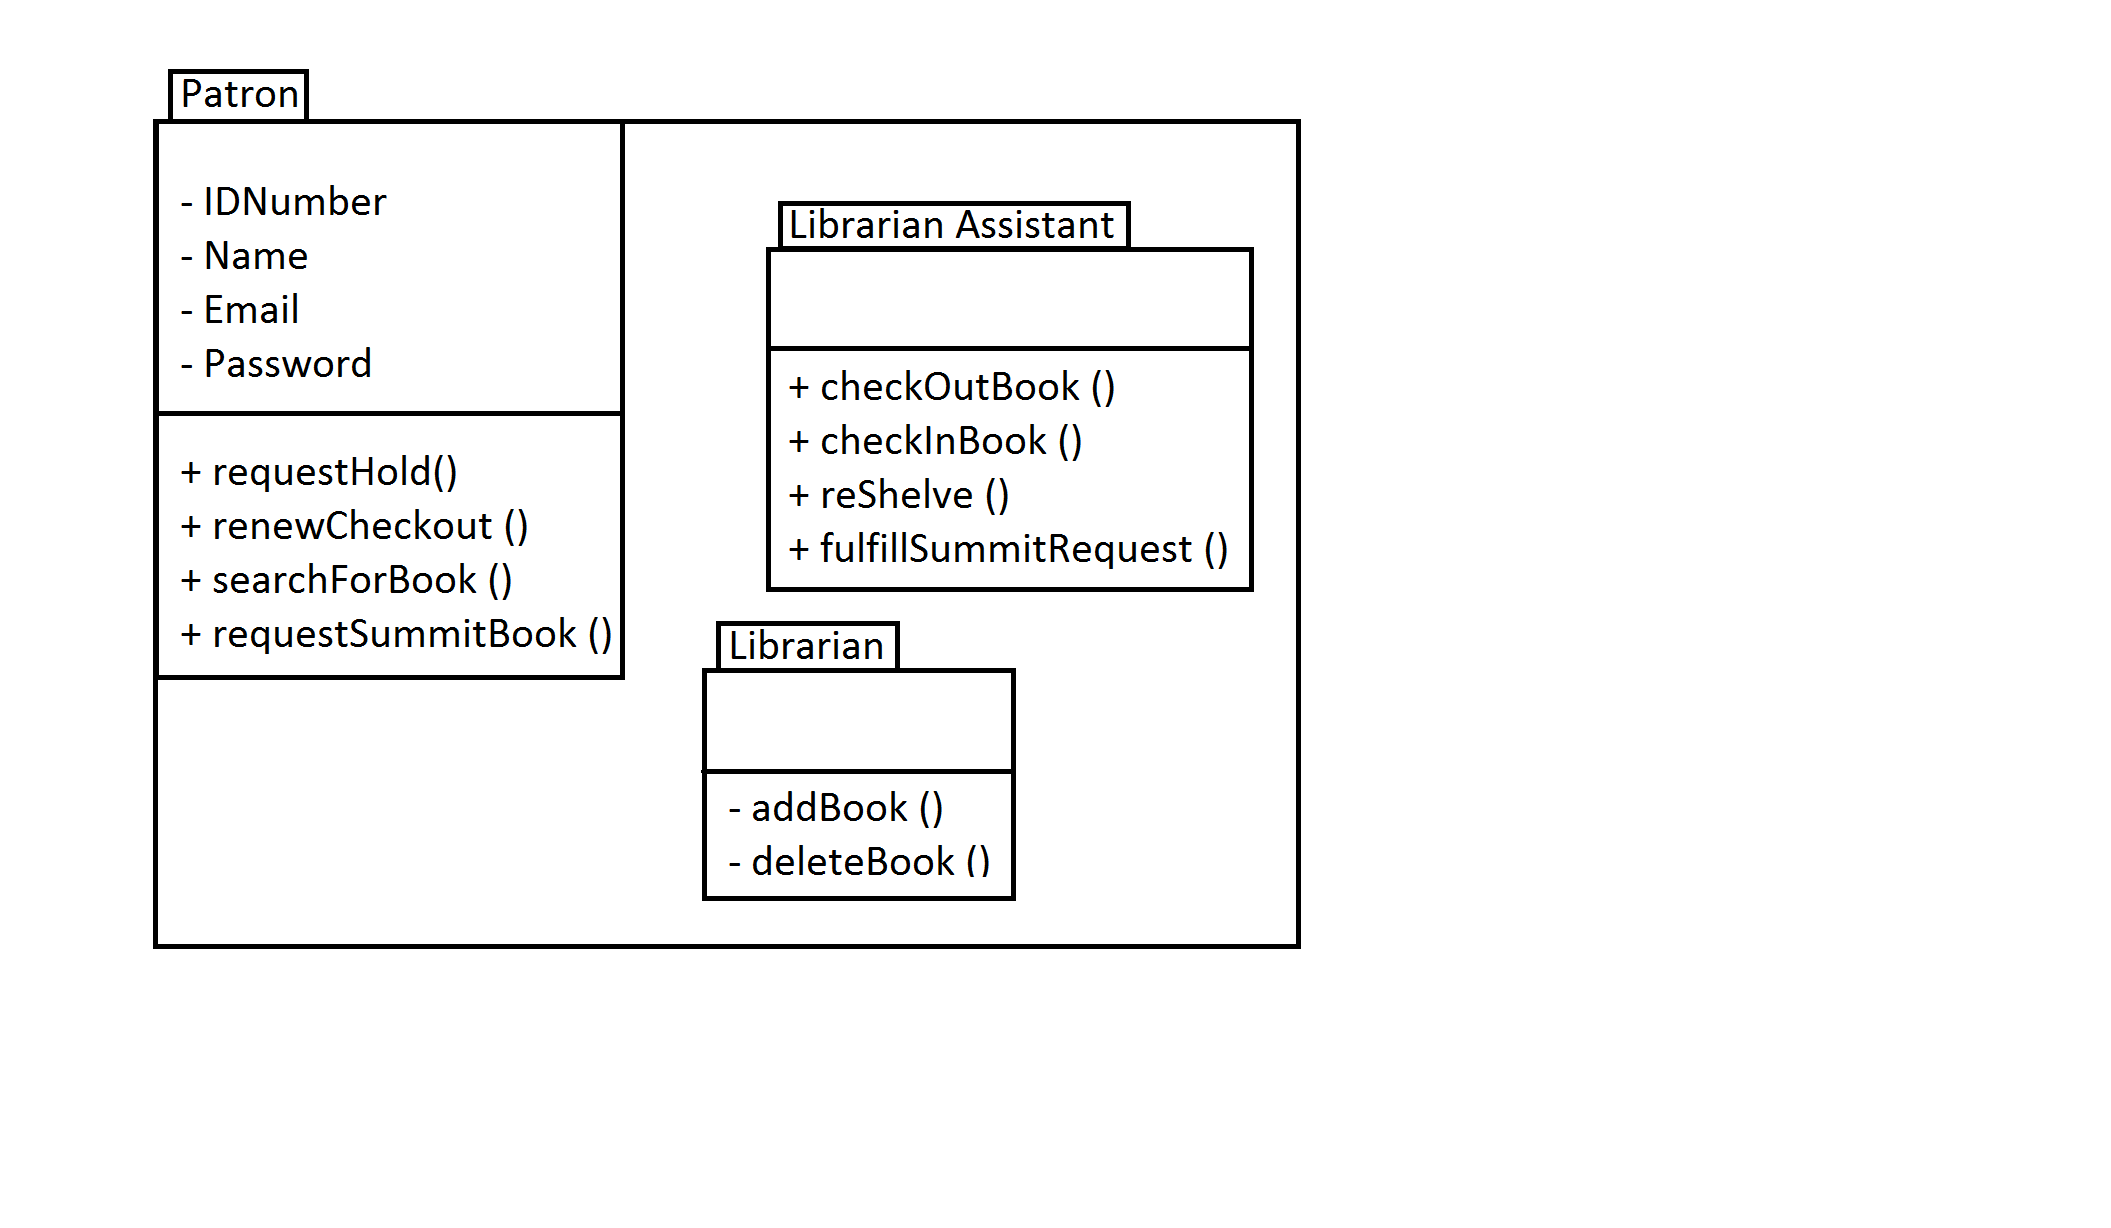 Patron
- IDNumber
- Name
- Email
- Password
+ requestHold()
+ renewCheckout ()
+ searchForBook ()
+ requestSummitBook ()
Librarian Assistant
+ checkOutBook ()
+ checkInBook ()
+ reShelve ()
+ fulfillSummitRequest ()
Librarian
- addBook ()
- deleteBook ()